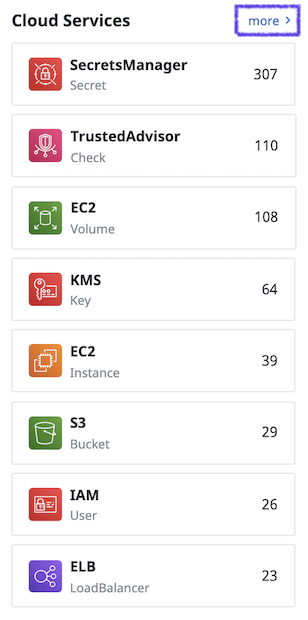 Cloud Services
more >
SecretsManager
Secret
307
TrustedAdvisor
Check
110
EC2
Volume
108
KMS
Key
64
EC2
Instance
39
S3
Bucket
29
IAM
User
26
ELB
LoadBalancer
23